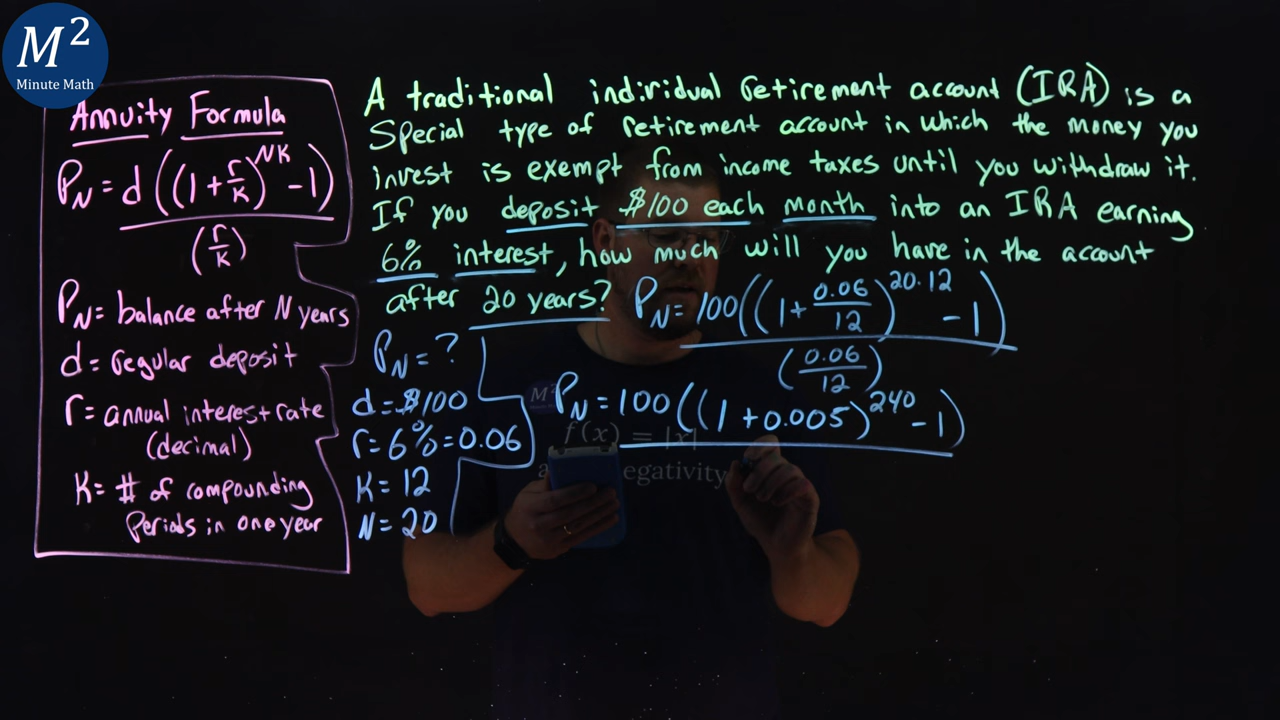 M²
Minute Math
Annuity Formula
P_N = d((1 + r/k)^{NK} - 1)
(r/k)
P_N = balance after N years
d = regular deposit
r = annual interest rate
(decimal)
K = # of compounding
Periods in one year
A traditional individual retirement account (IRA) is a
Special type of retirement account in which the money you
invest is exempt from income taxes until you withdraw it.
If you deposit $100 each month into an IRA earning
6% interest, how much will you have in the account
after 20 years?
P_N = 100((1 + 0.06/12)^{20·12} - 1)
(0.06/12)
P_N = ?
d = $100
r = 6% = 0.06
K = 12
N = 20
P_N = 100((1 + 0.005)^{240} - 1)
M²
f(x) = |x|
egativity